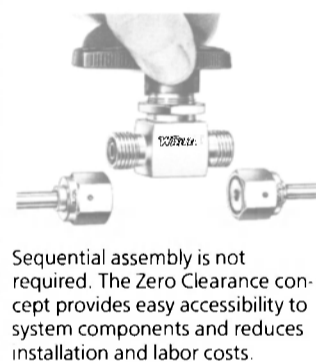 Sequential assembly is not
required. The Zero Clearance con-
cept provides easy accessibility to
system components and reduces
installation and labor costs.